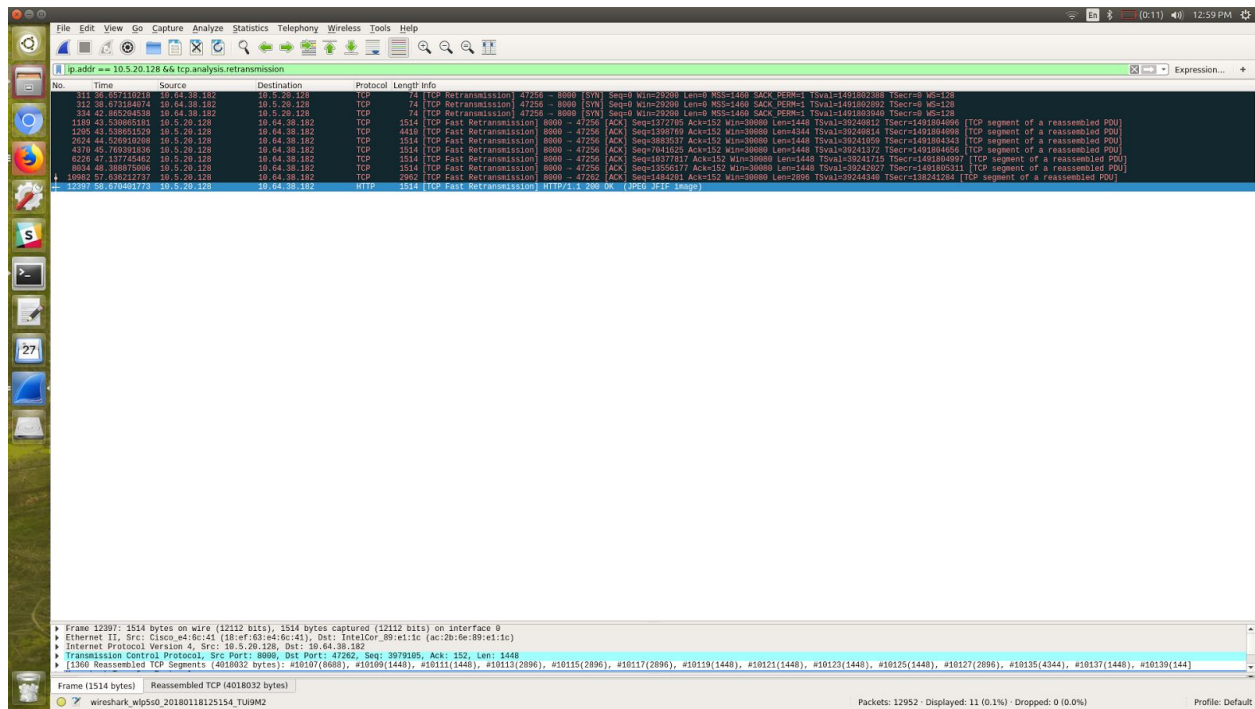 En (0:11) 12:59 PM
File Edit View Go Capture Analyze Statistics Telephony Wireless Tools Help
ip.addr == 10.5.20.128 && tcp.analysis.retransmission Expression... +
No. Time Source Destination Protocol Length Info
311 36.657110218 10.64.38.182 10.5.20.128 TCP 74 [TCP Retransmission] 47256 → 8000 [SYN] Seq=0 Win=29200 Len=0 MSS=1460 SACK_PERM=1 TSval=1491802388 TSecr=0 WS=128
312 38.673184074 10.64.38.182 10.5.20.128 TCP 74 [TCP Retransmission] 47256 → 8000 [SYN] Seq=0 Win=29200 Len=0 MSS=1460 SACK_PERM=1 TSval=1491802892 TSecr=0 WS=128
334 42.865204538 10.64.38.182 10.5.20.128 TCP 74 [TCP Retransmission] 47256 → 8000 [SYN] Seq=0 Win=29200 Len=0 MSS=1460 SACK_PERM=1 TSval=1491803940 TSecr=0 WS=128
1189 43.530865181 10.5.20.128 10.64.38.182 TCP 1514 [TCP Fast Retransmission] 8000 → 47256 [ACK] Seq=1372705 Ack=152 Win=30080 Len=1448 TSval=39240812 TSecr=1491804096 [TCP segment of a reassembled PDU]
1205 43.538651529 10.5.20.128 10.64.38.182 TCP 4410 [TCP Fast Retransmission] 8000 → 47256 [ACK] Seq=1398769 Ack=152 Win=30080 Len=4344 TSval=39240814 TSecr=1491804098 [TCP segment of a reassembled PDU]
2624 44.526910208 10.5.20.128 10.64.38.182 TCP 1514 [TCP Fast Retransmission] 8000 → 47256 [ACK] Seq=3883537 Ack=152 Win=30080 Len=1448 TSval=39241059 TSecr=1491804343 [TCP segment of a reassembled PDU]
4370 45.769391836 10.5.20.128 10.64.38.182 TCP 1514 [TCP Fast Retransmission] 8000 → 47256 [ACK] Seq=7041625 Ack=152 Win=30080 Len=1448 TSval=39241372 TSecr=1491804656 [TCP segment of a reassembled PDU]
6226 47.137745462 10.5.20.128 10.64.38.182 TCP 1514 [TCP Fast Retransmission] 8000 → 47256 [ACK] Seq=10377817 Ack=152 Win=30080 Len=1448 TSval=39241715 TSecr=1491804997 [TCP segment of a reassembled PDU]
8034 48.388875006 10.5.20.128 10.64.38.182 TCP 1514 [TCP Fast Retransmission] 8000 → 47256 [ACK] Seq=13556177 Ack=152 Win=30080 Len=1448 TSval=39242027 TSecr=1491805311 [TCP segment of a reassembled PDU]
10982 57.636212737 10.5.20.128 10.64.38.182 TCP 2962 [TCP Fast Retransmission] 8000 → 47262 [ACK] Seq=1484201 Ack=152 Win=30080 Len=2896 TSval=39244340 TSecr=138241284 [TCP segment of a reassembled PDU]
12397 58.670401773 10.5.20.128 10.64.38.182 HTTP 1514 [TCP Fast Retransmission] HTTP/1.1 200 OK (JPEG JFIF image)
S
27
Frame 12397: 1514 bytes on wire (12112 bits), 1514 bytes captured (12112 bits) on interface 0
Ethernet II, Src: Cisco_e4:6c:41 (18:ef:63:e4:6c:41), Dst: IntelCor_89:e1:1c (ac:2b:6e:89:e1:1c)
Internet Protocol Version 4, Src: 10.5.20.128, Dst: 10.64.38.182
Transmission Control Protocol, Src Port: 8000, Dst Port: 47262, Seq: 3979105, Ack: 152, Len: 1448
[1360 Reassembled TCP Segments (4018032 bytes): #10107(8688), #10109(1448), #10111(1448), #10113(2896), #10115(2896), #10117(2896), #10119(1448), #10121(1448), #10123(1448), #10125(1448), #10127(2896), #10135(4344), #10137(1448), #10139(144]
Frame (1514 bytes) Reassembled TCP (4018032 bytes)
wireshark_wlp5s0_20180118125154_TUi9M2 Packets: 12952 · Displayed: 11 (0.1%) · Dropped: 0 (0.0%) Profile: Default